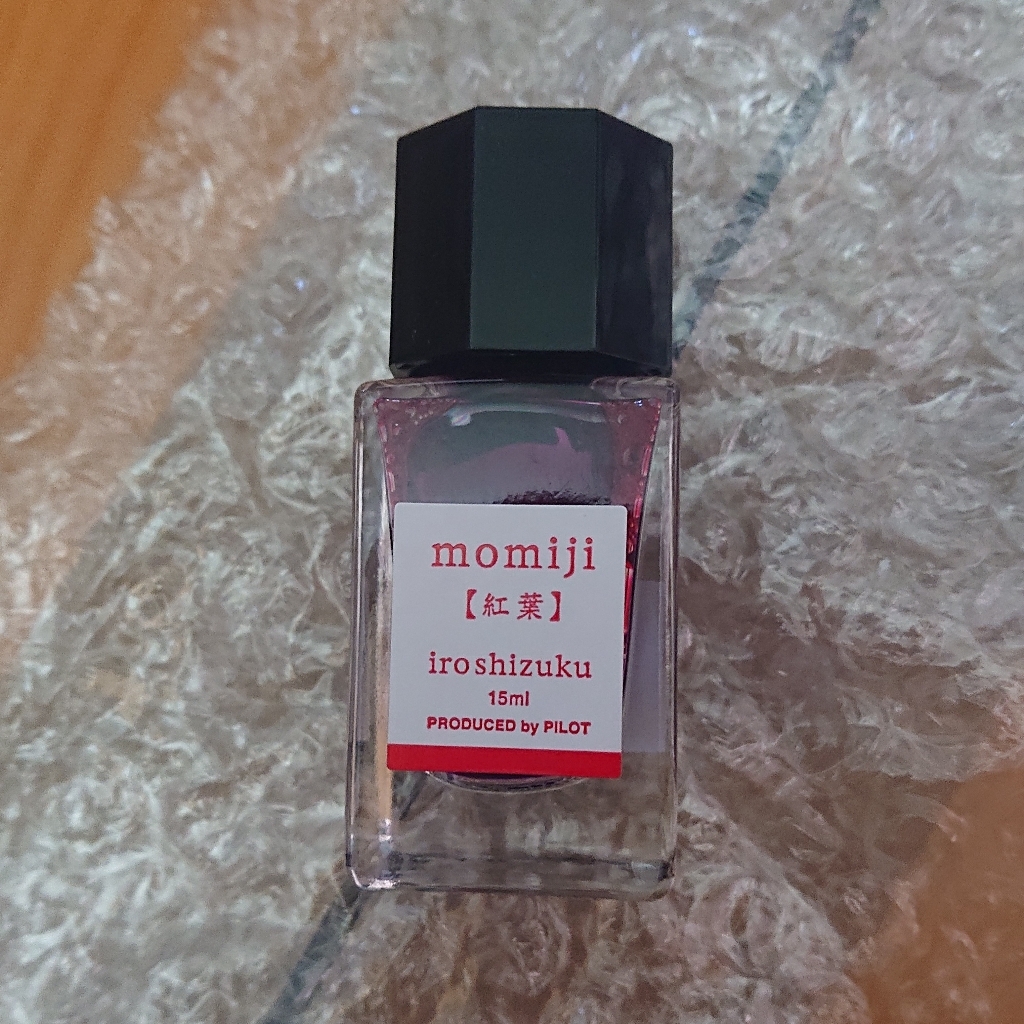 momiji
【紅葉】
iroshizuku
15ml
PRODUCED by PILOT